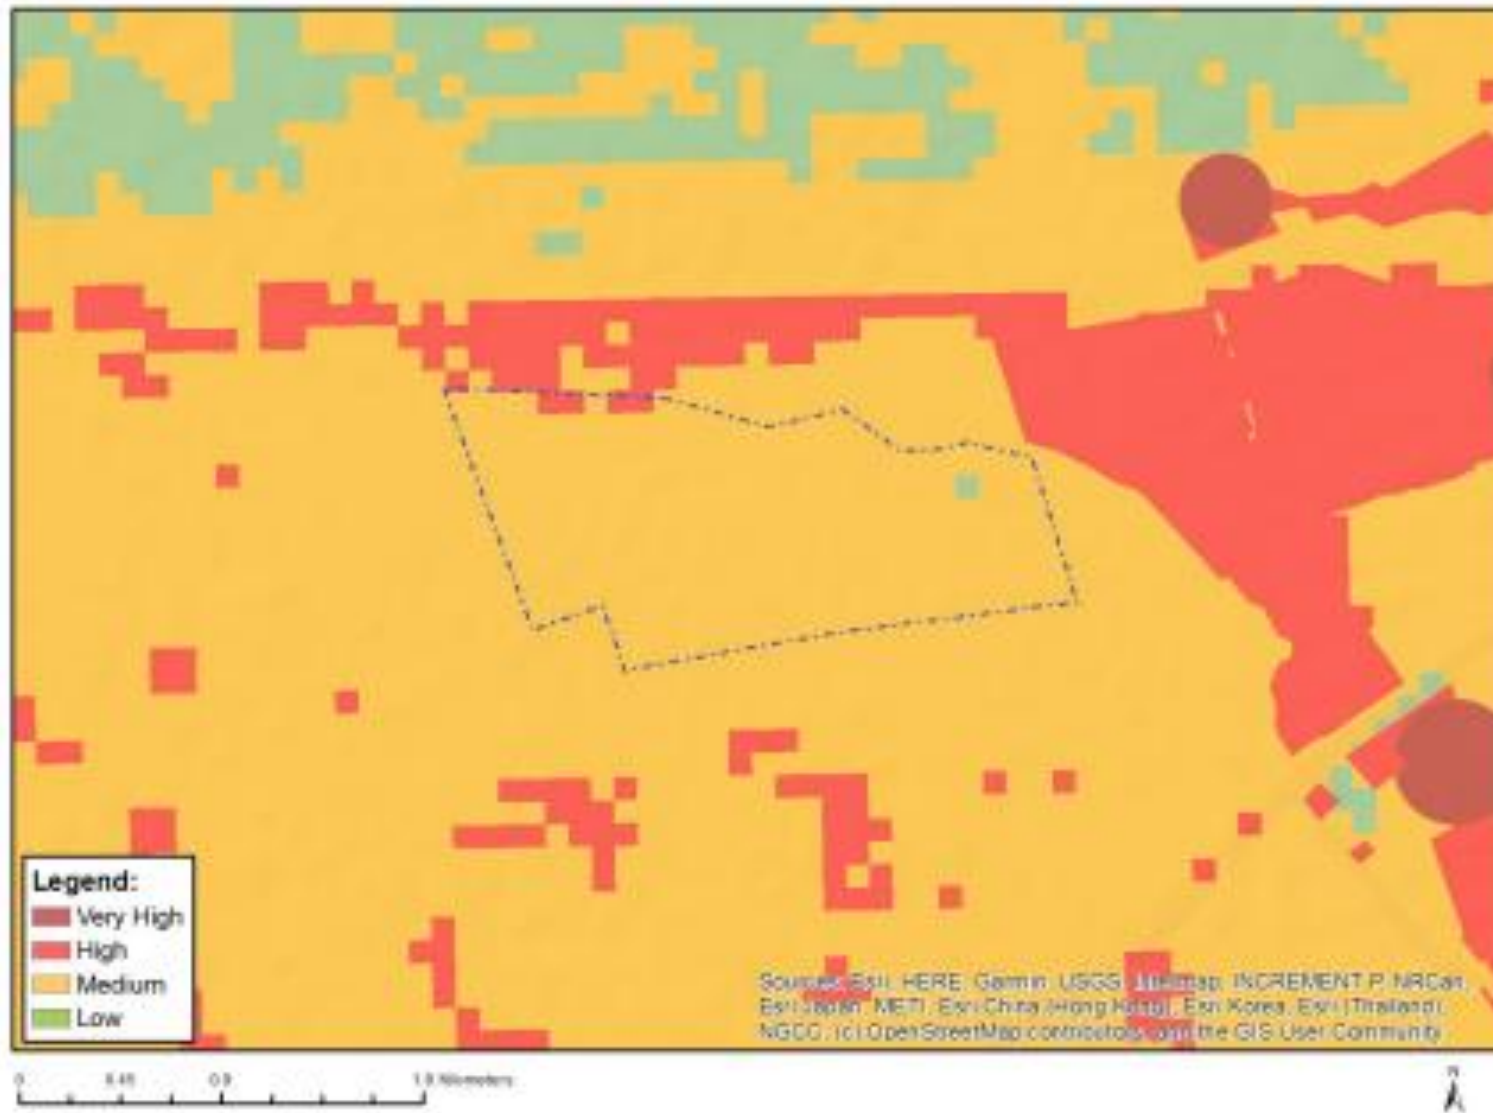 Legend:
Very High
High
Medium
Low
Sources: Esri, HERE, Garmin, USGS, Intermap, INCREMENT P, NRCan,
Esri Japan, METI, Esri China (Hong Kong), Esri Korea, Esri (Thailand),
NGCC, (c) OpenStreetMap contributors, and the GIS User Community
0 0.45 0.9 Kilometers
N